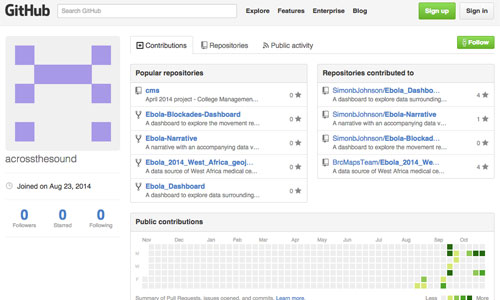 GitHub
Search GitHub
Explore Features Enterprise Blog
Sign up
Sign in
Contributions
Repositories
Public activity
Follow
acrossthesound
Joined on Aug 23, 2014
0 Followers
0 Starred
0 Following
Popular repositories
cms 0
April 2014 project - College Managemen...
Ebola-Blockades-Dashboard 0
A dashboard to explore the movement re...
Ebola-Narrative 0
A narrative with an accompanying data v...
Ebola_2014_West_Africa_geoj... 0
A data source of West Africa medical ce...
Ebola_Dashboard 0
A dashboard to explore data surrounding...
Repositories contributed to
SimonbJohnson/Ebola_Dashbo... 4
A dashboard to explore data surrounding...
SimonbJohnson/Ebola-Narrative 1
A narrative with an accompanying data v...
SimonbJohnson/Ebola-Blockad... 0
A dashboard to explore the movement re...
BrcMapsTeam/Ebola_2014_We... 4
A data source of West Africa medical ce...
Public contributions
Nov Dec Jan Feb Mar Apr May Jun Jul Aug Sep Oct
M
W
F
Summary of Pull Requests, issues opened, and commits. Learn more.
Less More